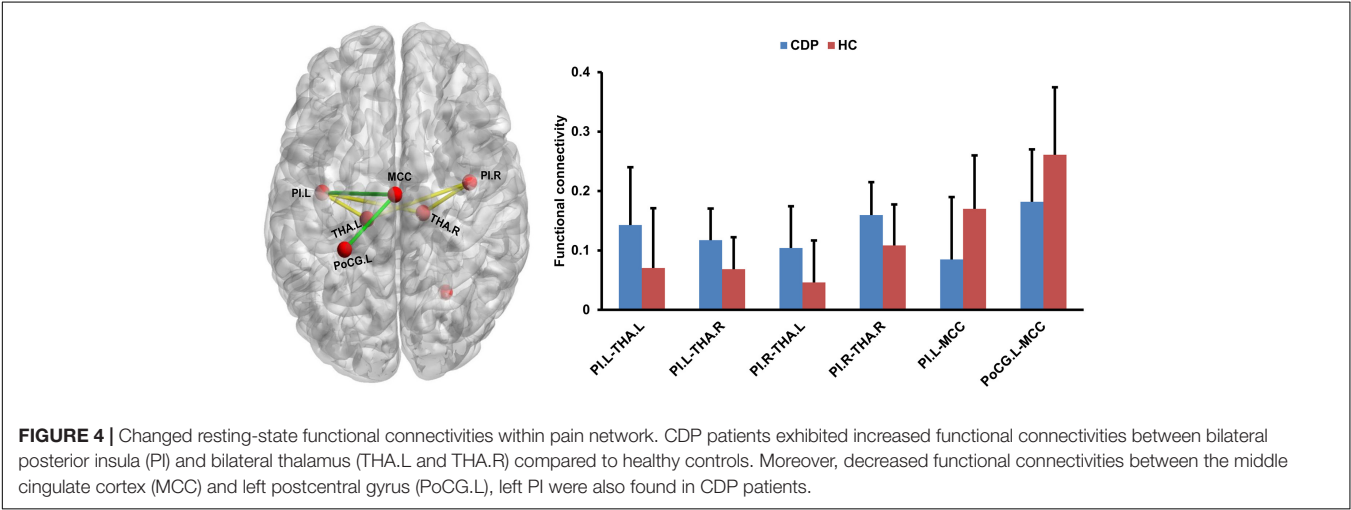 MCC
PI.R
PI.L
THA.L
THA.R
PoCG.L
CDP HC
Functional connectivity
0.4
0.3
0.2
0.1
0
PI.L-THA.L
PI.L-THA.R
PI.R-THA.L
PI.R-THA.R
PI.L-MCC
PoCG.L-MCC
FIGURE 4 | Changed resting-state functional connectivities within pain network. CDP patients exhibited increased functional connectivities between bilateral
posterior insula (PI) and bilateral thalamus (THA.L and THA.R) compared to healthy controls. Moreover, decreased functional connectivities between the middle
cingulate cortex (MCC) and left postcentral gyrus (PoCG.L), left PI were also found in CDP patients.